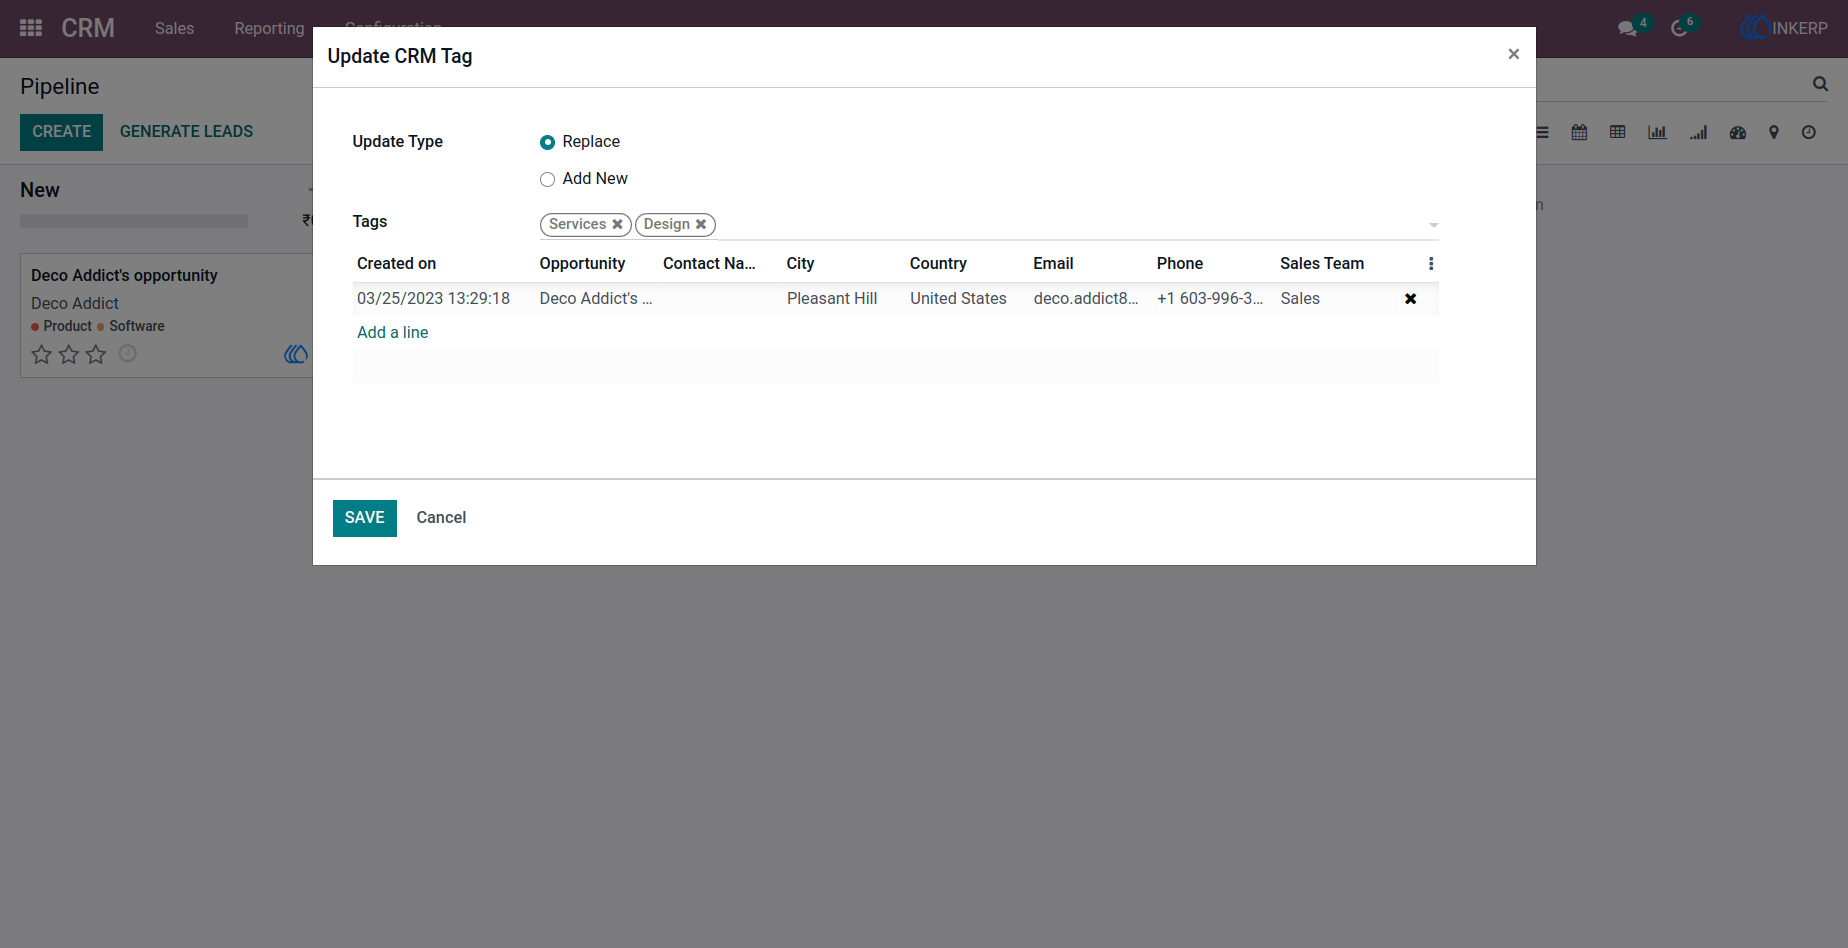 CRM Sales Reporting Configuration 4 6 INKERP
Update CRM Tag ×
Pipeline
CREATE GENERATE LEADS
Update Type Replace
Add New
New
Tags Services Design
Created on Opportunity Contact Na... City Country Email Phone Sales Team
03/25/2023 13:29:18 Deco Addict's ... Pleasant Hill United States deco.addict8... +1 603-996-3... Sales
Add a line
Deco Addict's opportunity
Deco Addict
Product Software
SAVE Cancel